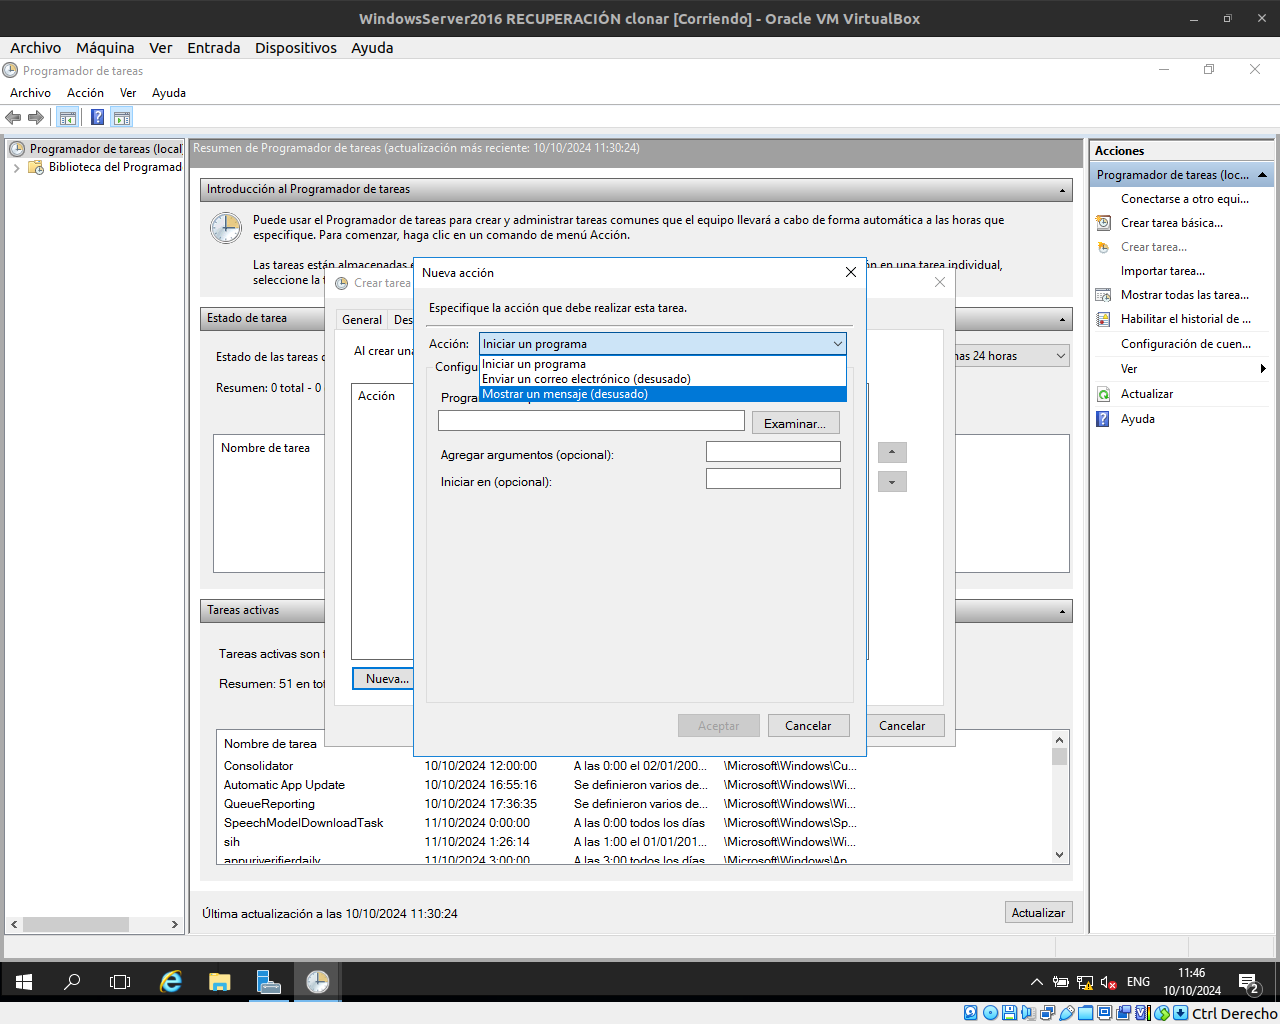 WindowsServer2016 RECUPERACIÓN clonar [Corriendo] - Oracle VM VirtualBox
Archivo Máquina Ver Entrada Dispositivos Ayuda
Programador de tareas
Archivo Acción Ver Ayuda
Programador de tareas (local)
Biblioteca del Programad
Resumen de Programador de tareas (actualización más reciente: 10/10/2024 11:30:24)
Introducción al Programador de tareas
Puede usar el Programador de tareas para crear y administrar tareas comunes que el equipo llevará a cabo de forma automática a las horas que
especifique. Para comenzar, haga clic en un comando de menú Acción.
Las tareas están almacenadas
ón en una tarea individual,
seleccione la
Crear tarea
General Des
Al crear una
Acción
Nueva...
Cancelar
Nueva acción
Especifique la acción que debe realizar esta tarea.
Acción: Iniciar un programa
Iniciar un programa
Enviar un correo electrónico (desusado)
Mostrar un mensaje (desusado)
Configu
Progra
Examinar...
Agregar argumentos (opcional):
Iniciar en (opcional):
Aceptar Cancelar
Estado de tarea
Estado de las tareas
nas 24 horas
Resumen: 0 total - 0
Nombre de tarea
Tareas activas
Tareas activas son
Resumen: 51 en tot
Nombre de tarea
Consolidator 10/10/2024 12:00:00 A las 0:00 el 02/01/200... \Microsoft\Windows\Cu...
Automatic App Update 10/10/2024 16:55:16 Se definieron varios de... \Microsoft\Windows\Wi...
QueueReporting 10/10/2024 17:36:35 Se definieron varios de... \Microsoft\Windows\Wi...
SpeechModelDownloadTask 11/10/2024 0:00:00 A las 0:00 todos los días \Microsoft\Windows\Sp...
sih 11/10/2024 1:26:14 A las 1:00 el 01/01/201... \Microsoft\Windows\Wi...
appuriverifierdaily 11/10/2024 3:00:00 A las 3:00 todos los días \Microsoft\Windows\Ap
Última actualización a las 10/10/2024 11:30:24
Actualizar
Acciones
Programador de tareas (loc...
Conectarse a otro equi...
Crear tarea básica...
Crear tarea...
Importar tarea...
Mostrar todas las tarea...
Habilitar el historial de ...
Configuración de cuen...
Ver
Actualizar
Ayuda
ENG
11:46
10/10/2024
2
Ctrl Derecho